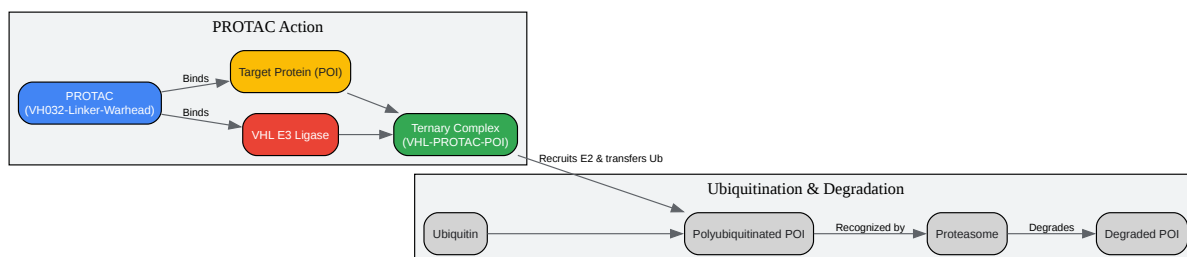 PROTAC Action
PROTAC
(VH032-Linker-Warhead)
Binds
Binds
Target Protein (POI)
VHL E3 Ligase
Ternary Complex
(VHL-PROTAC-POI)
Recruits E2 & transfers Ub
Ubiquitination & Degradation
Ubiquitin
Polyubiquitinated POI
Recognized by
Proteasome
Degrades
Degraded POI